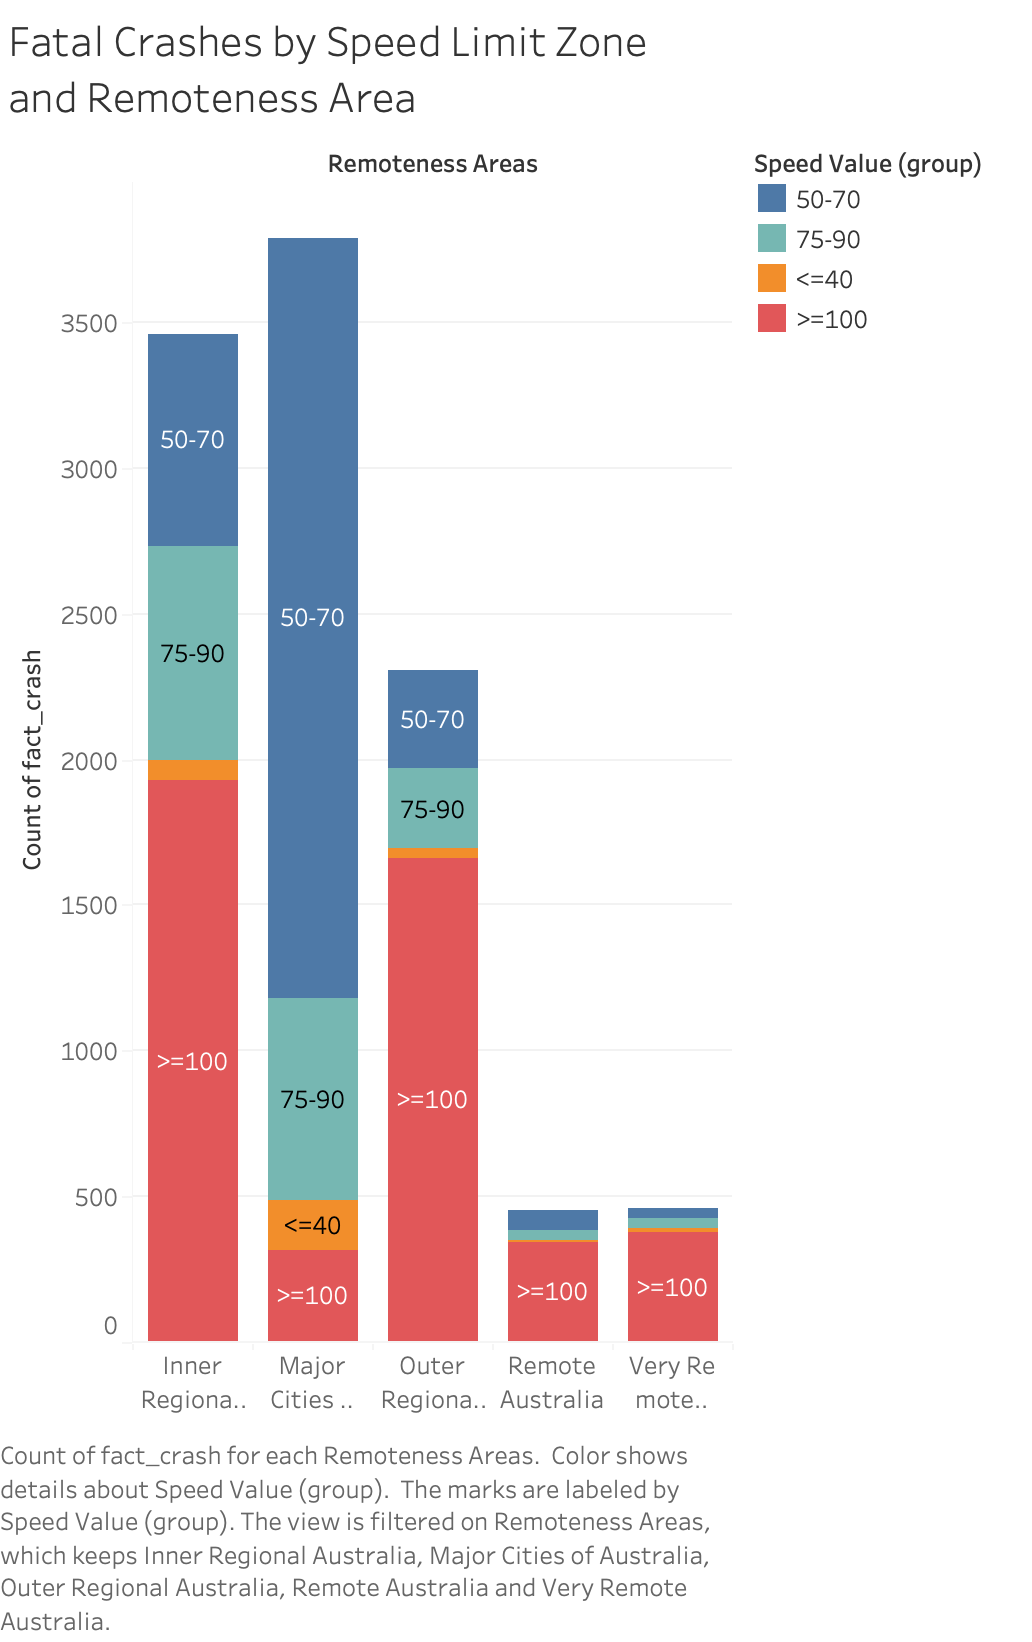 Fatal Crashes by Speed Limit Zone
and Remoteness Area
Remoteness Areas
Speed Value (group)
50-70
75-90
<=40
>=100
Count of fact_crash
3500
3000
2500
2000
1500
1000
500
0
50-70
75-90
>=100
50-70
75-90
<=40
>=100
50-70
75-90
>=100
>=100
>=100
Inner
Regiona..
Major
Cities ..
Outer
Regiona..
Remote
Australia
Very Re
mote..
Count of fact_crash for each Remoteness Areas.  Color shows
details about Speed Value (group).  The marks are labeled by
Speed Value (group). The view is filtered on Remoteness Areas,
which keeps Inner Regional Australia, Major Cities of Australia,
Outer Regional Australia, Remote Australia and Very Remote
Australia.